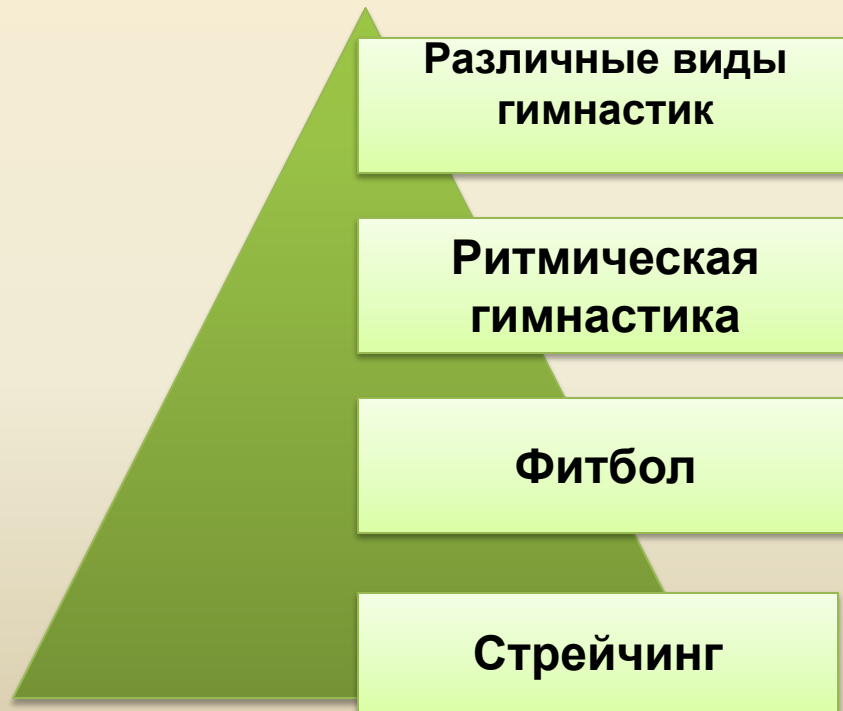 Различные виды
гимнастик
Ритмическая
гимнастика
Фитбол
Стрейчинг